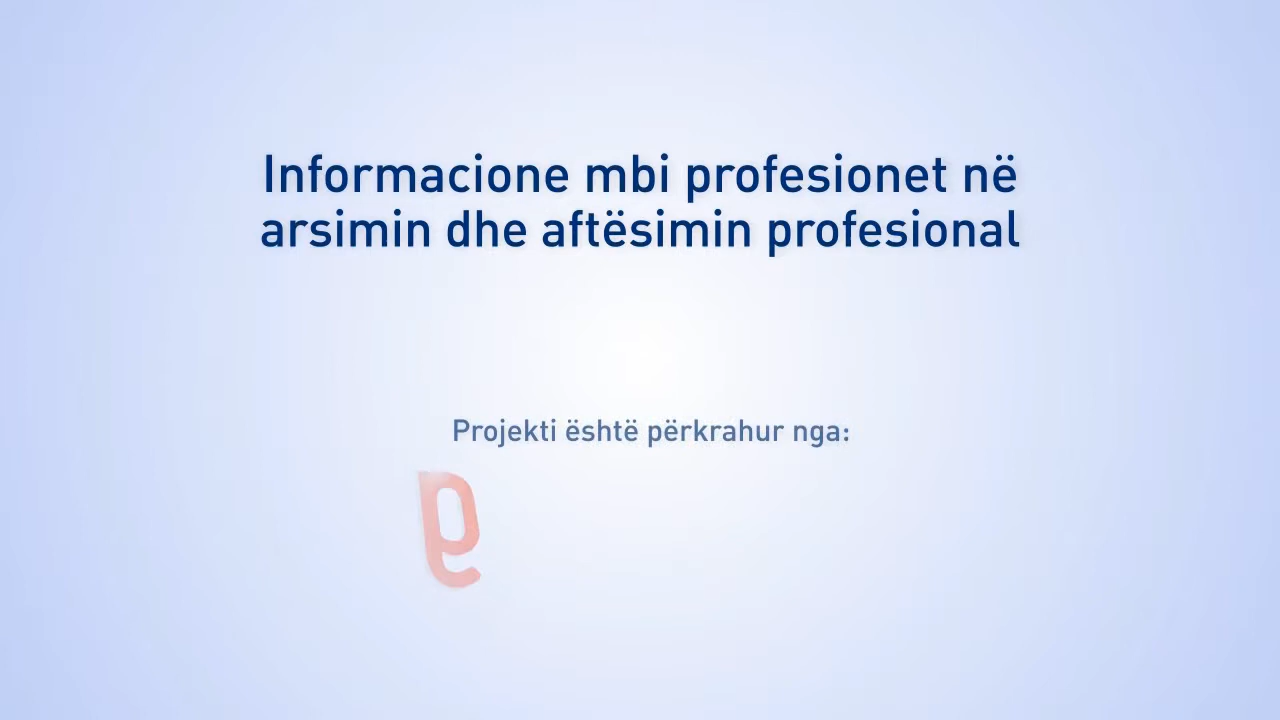 Informacione mbi profesionet në
arsimin dhe aftësimin profesional
Projekti është përkrahur nga: